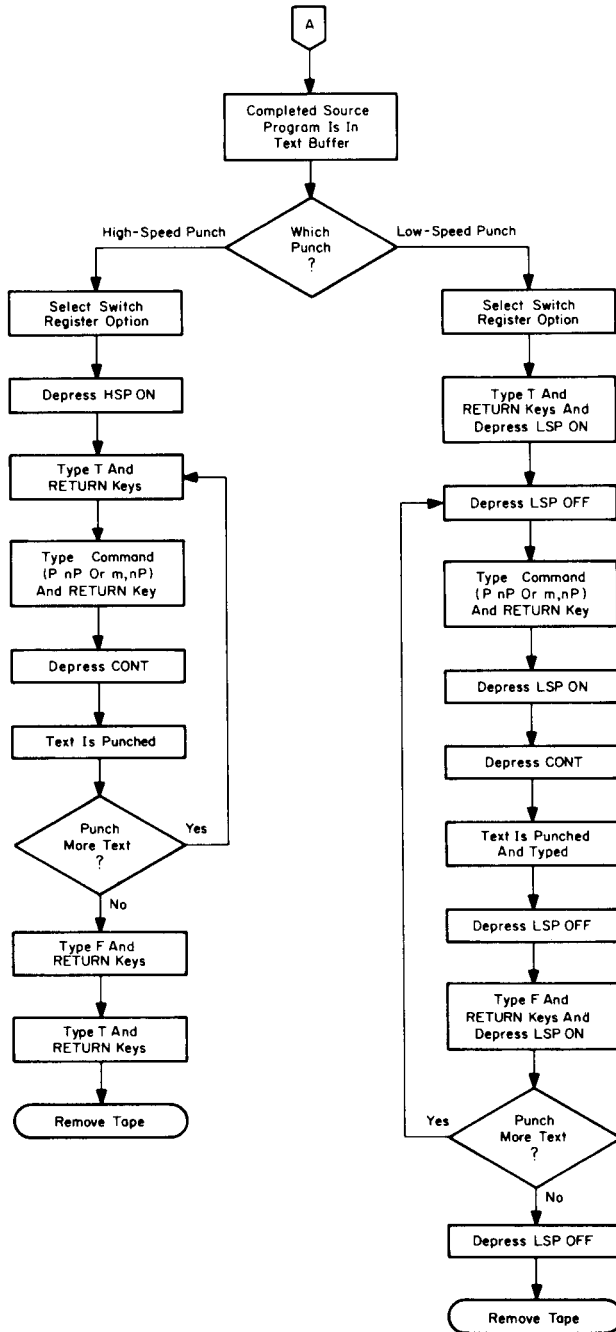 A
Completed Source
Program Is In
Text Buffer
High-Speed Punch
Which
Punch
?
Low-Speed Punch
Select Switch
Register Option
Depress HSP ON
Type T And
RETURN Keys
Type Command
(P nP Or m,nP)
And RETURN Key
Depress CONT
Text Is Punched
Punch
More Text
?
Yes
No
Type F And
RETURN Keys
Type T And
RETURN Keys
Remove Tape
Select Switch
Register Option
Type T And
RETURN Keys And
Depress LSP ON
Depress LSP OFF
Type Command
(P nP Or m,nP)
And RETURN Key
Depress LSP ON
Depress CONT
Text Is Punched
And Typed
Depress LSP OFF
Type F And
RETURN Keys And
Depress LSP ON
Yes
Punch
More Text
?
No
Depress LSP OFF
Remove Tape